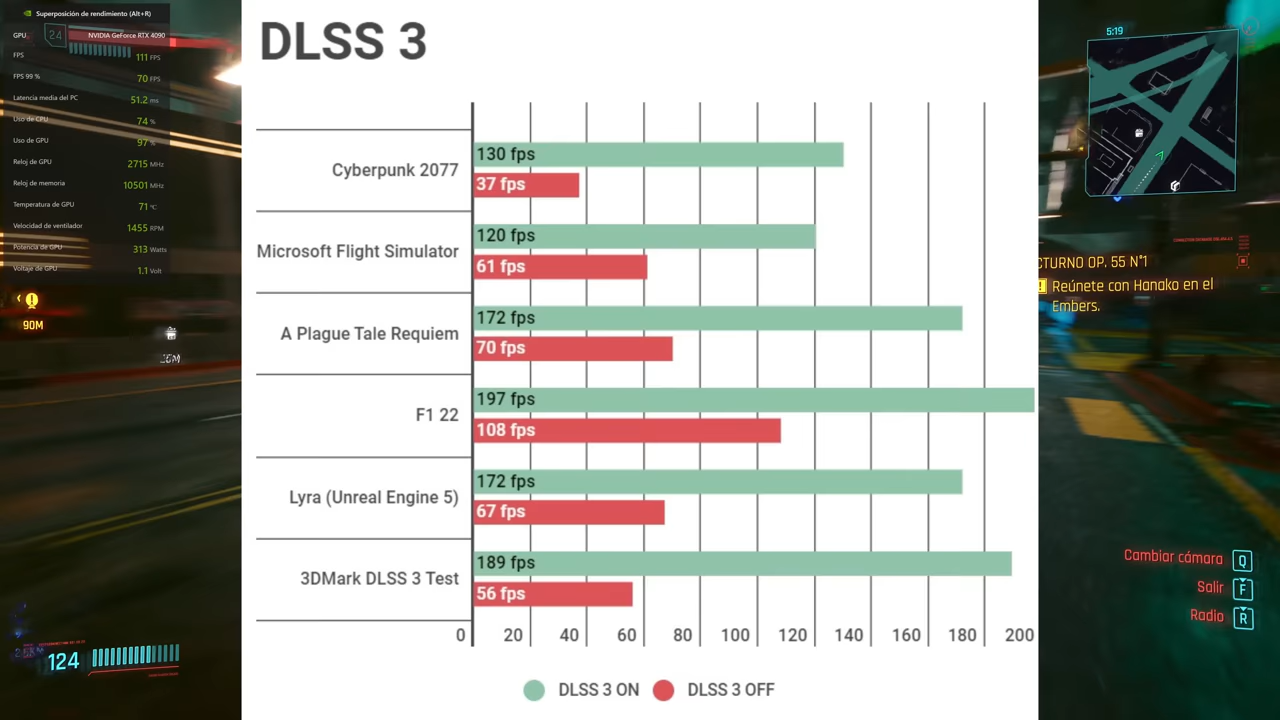 Superposición de rendimiento (Alt+R)
GPU NVIDIA GeForce RTX 4090
24
FPS 111 FPS
FPS 99 % 70 FPS
Latencia media del PC 51.2 ms
Uso de CPU 74 %
Uso de GPU 97 %
Reloj de GPU 2715 MHz
Reloj de memoria 10501 MHz
Temperatura de GPU 71 °C
Velocidad de ventilador 1455 RPM
Potencia de GPU 313 Watts
Voltaje de GPU 1.1 Volt
90M
124
DLSS 3
Cyberpunk 2077
130 fps
37 fps
Microsoft Flight Simulator
120 fps
61 fps
A Plague Tale Requiem
172 fps
70 fps
F1 22
197 fps
108 fps
Lyra (Unreal Engine 5)
172 fps
67 fps
3DMark DLSS 3 Test
189 fps
56 fps
0 20 40 60 80 100 120 140 160 180 200
DLSS 3 ON DLSS 3 OFF
5:19
CTURNO OP. 55 N°1
Reúnete con Hanako en el
Embers.
Cambiar cámara Q
Salir F
Radio R